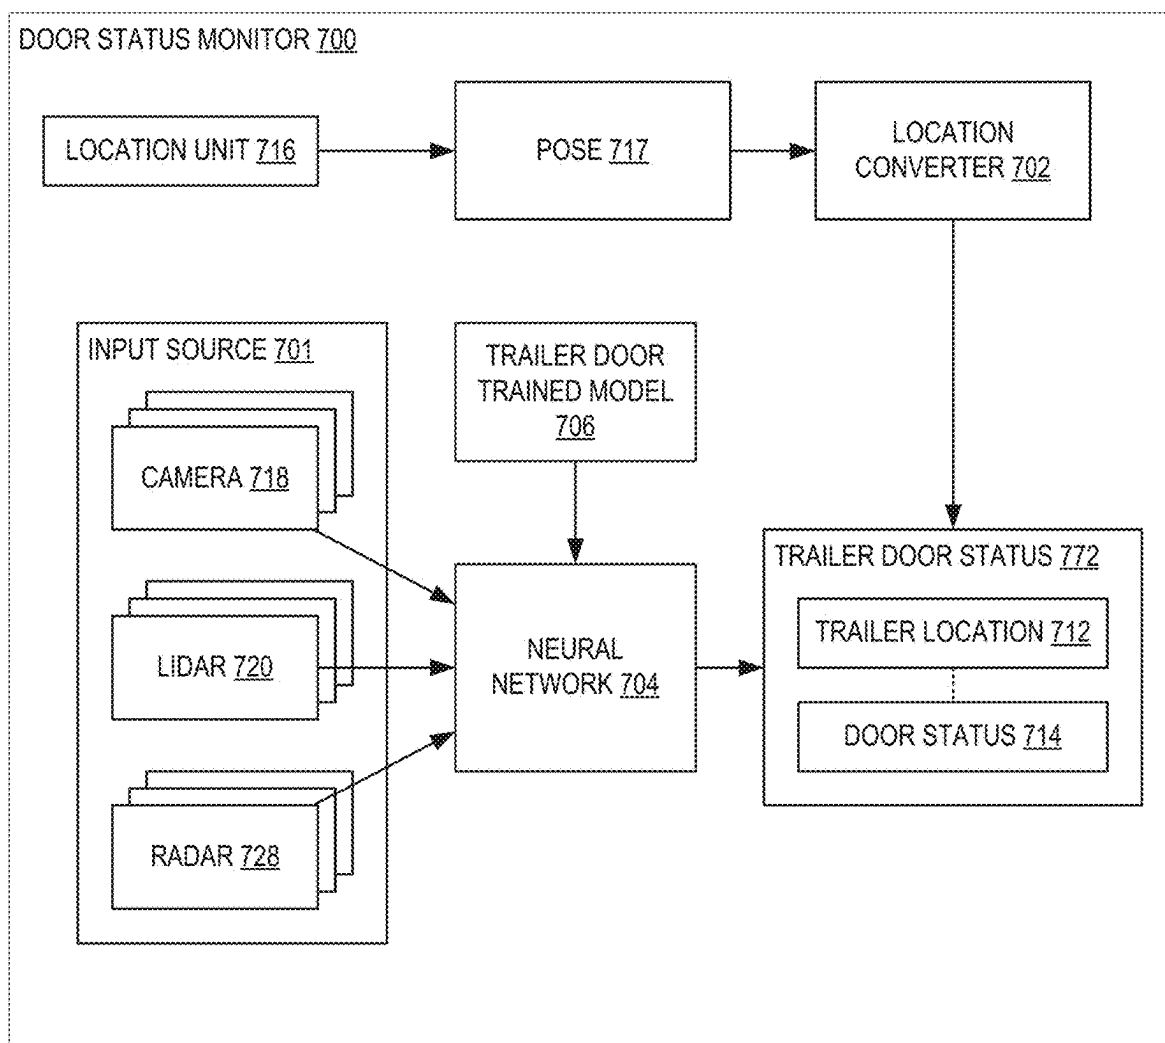 DOOR STATUS MONITOR 700
LOCATION UNIT 716
POSE 717
LOCATION
CONVERTER 702
INPUT SOURCE 701
CAMERA 718
LIDAR 720
RADAR 728
TRAILER DOOR
TRAINED MODEL
706
NEURAL
NETWORK 704
TRAILER DOOR STATUS 772
TRAILER LOCATION 712
DOOR STATUS 714